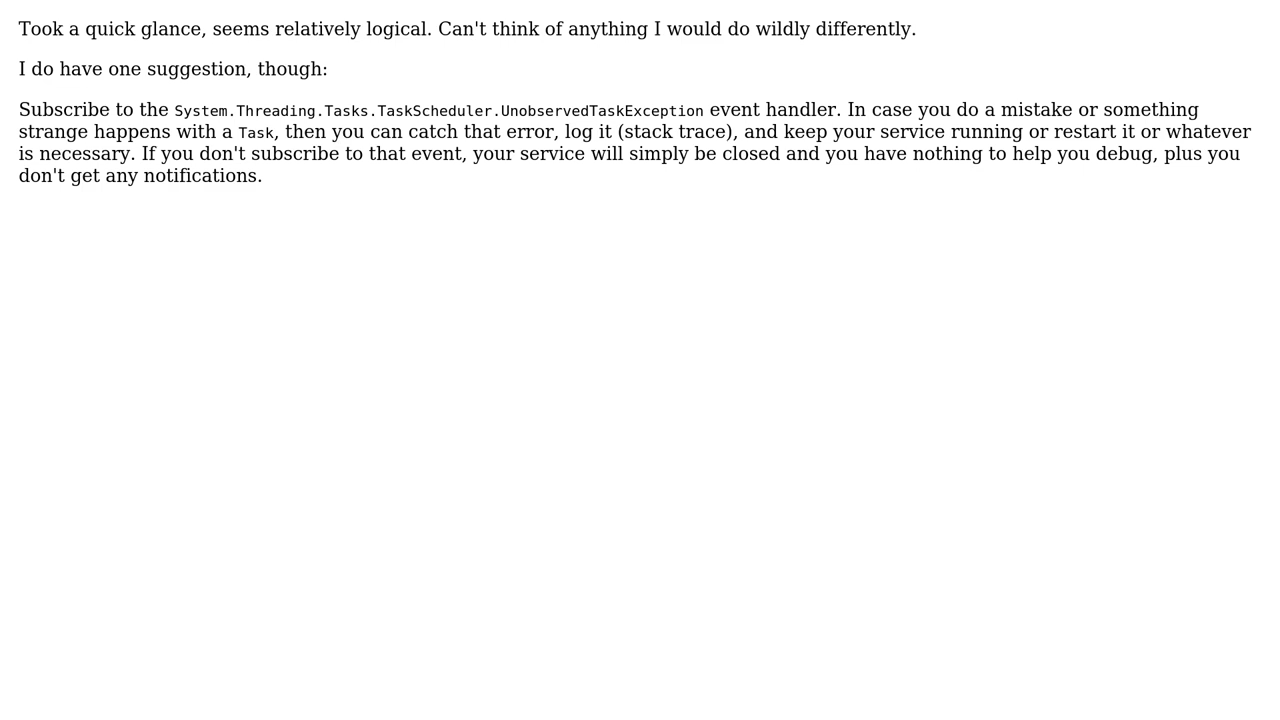 Took a quick glance, seems relatively logical. Can't think of anything I would do wildly differently.
I do have one suggestion, though:
Subscribe to the System.Threading.Tasks.TaskScheduler.UnobservedTaskException event handler. In case you do a mistake or something
strange happens with a Task, then you can catch that error, log it (stack trace), and keep your service running or restart it or whatever
is necessary. If you don't subscribe to that event, your service will simply be closed and you have nothing to help you debug, plus you
don't get any notifications.